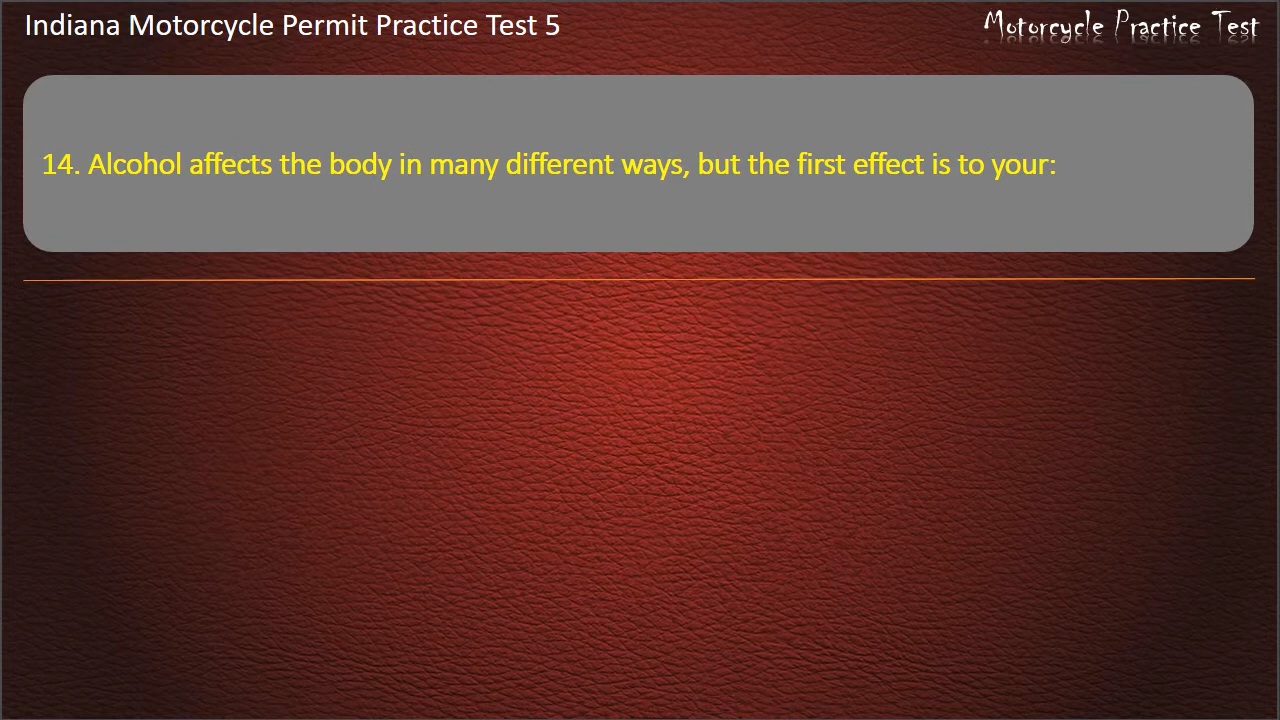 Indiana Motorcycle Permit Practice Test 5
Motorcycle Practice Test
14. Alcohol affects the body in many different ways, but the first effect is to your: